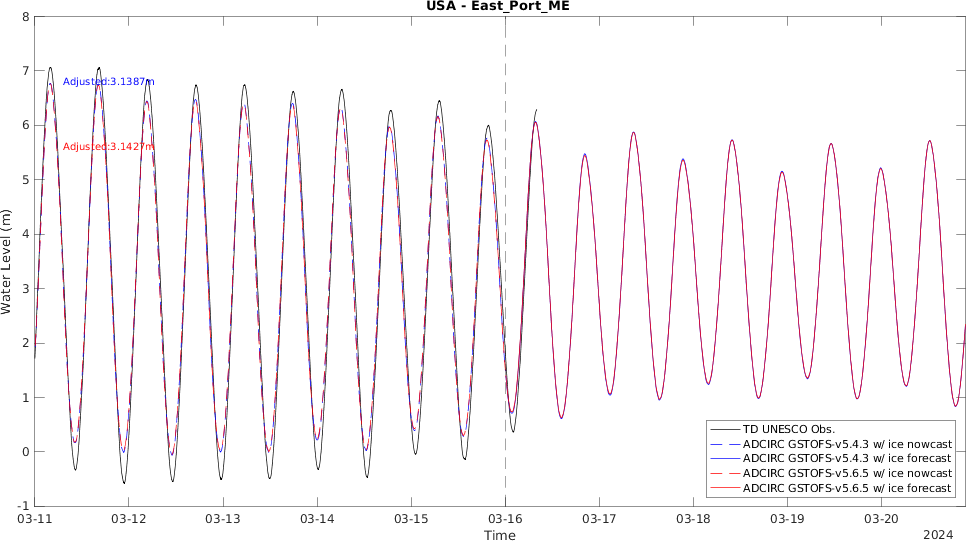 USA - East_Port_ME
8
7
6
5
4
3
2
1
0
-1
Water Level (m)
Adjusted:3.1387m
Adjusted:3.1427m
TD UNESCO Obs.
ADCIRC GSTOFS-v5.4.3 w/ ice nowcast
ADCIRC GSTOFS-v5.4.3 w/ ice forecast
ADCIRC GSTOFS-v5.6.5 w/ ice nowcast
ADCIRC GSTOFS-v5.6.5 w/ ice forecast
03-11 03-12 03-13 03-14 03-15 03-16 03-17 03-18 03-19 03-20
Time
2024